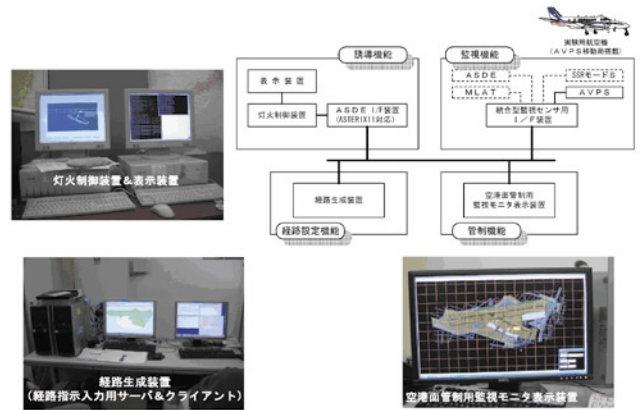 実験用航空機
(AVPS移動局搭載)
誘導機能
監視機能
表示装置
灯火制御装置
ASDE I/F装置
(ASTERIX11対応)
ASDE
MLAT
SSRモードS
AVPS
統合型監視センサ用
I/F装置
灯火制御装置&表示装置
経路生成装置
経路設定機能
空港面管制用
監視モニタ表示装置
管制機能
経路生成装置
(経路指示入力用サーバ&クライアント)
空港面管制用監視モニタ表示装置